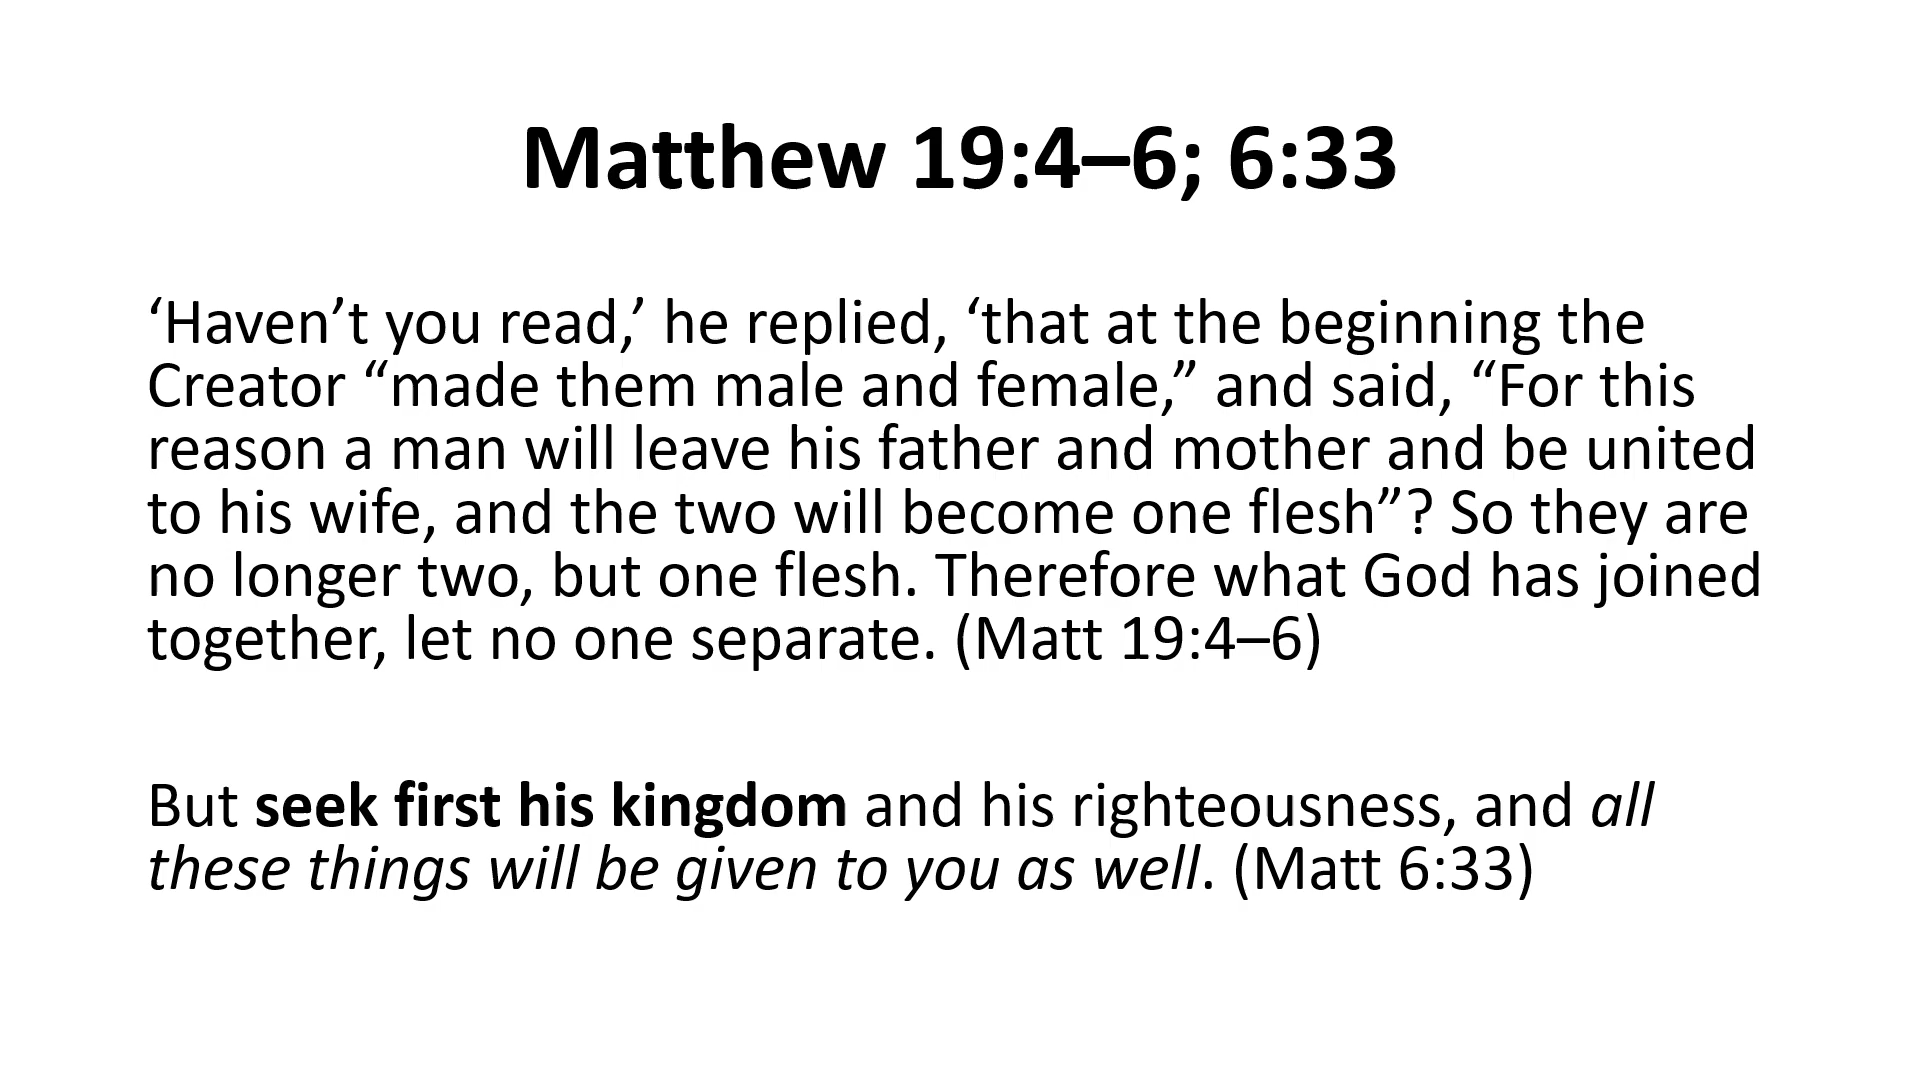 Matthew 19:4–6; 6:33
‘Haven’t you read,’ he replied, ‘that at the beginning the
Creator “made them male and female,” and said, “For this
reason a man will leave his father and mother and be united
to his wife, and the two will become one flesh”? So they are
no longer two, but one flesh. Therefore what God has joined
together, let no one separate. (Matt 19:4–6)
But seek first his kingdom and his righteousness, and all
these things will be given to you as well. (Matt 6:33)